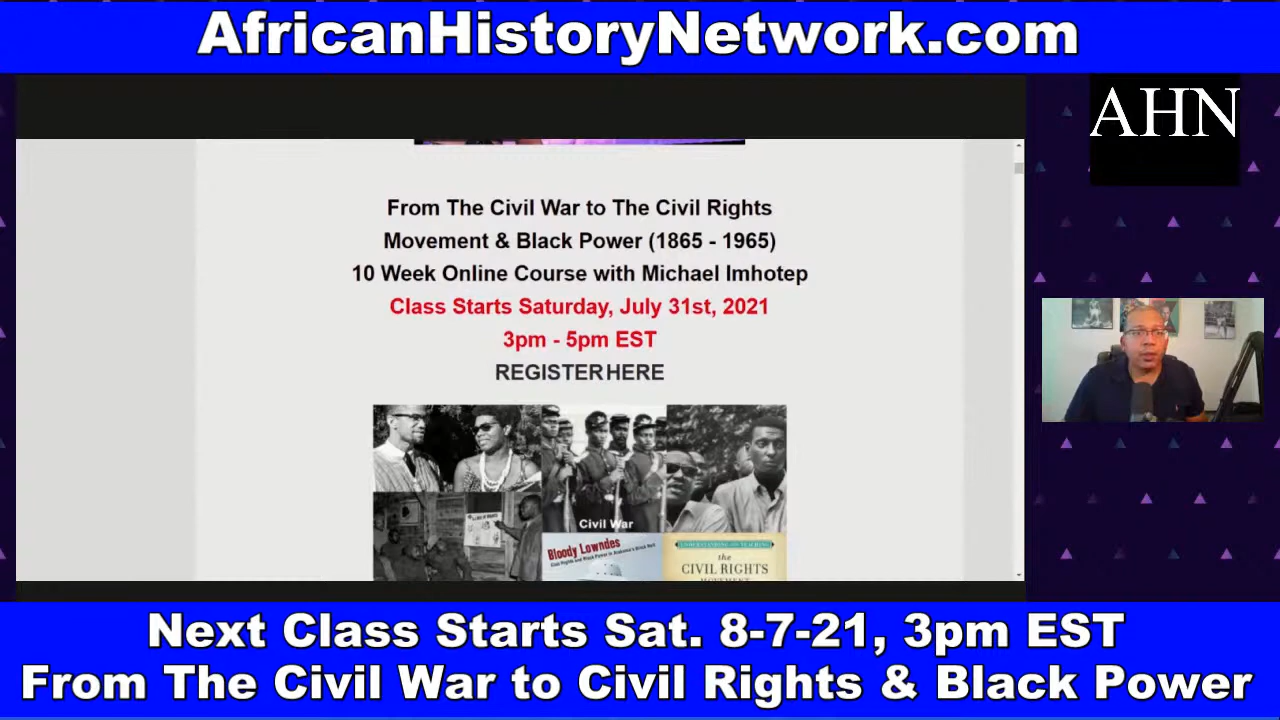 AfricanHistoryNetwork.com
AHN
From The Civil War to The Civil Rights
Movement & Black Power (1865 - 1965)
10 Week Online Course with Michael Imhotep
Class Starts Saturday, July 31st, 2021
3pm - 5pm EST
REGISTER HERE
Civil War
Bloody Lowndes
the
CIVIL RIGHTS
Next Class Starts Sat. 8-7-21, 3pm EST
From The Civil War to Civil Rights & Black Power